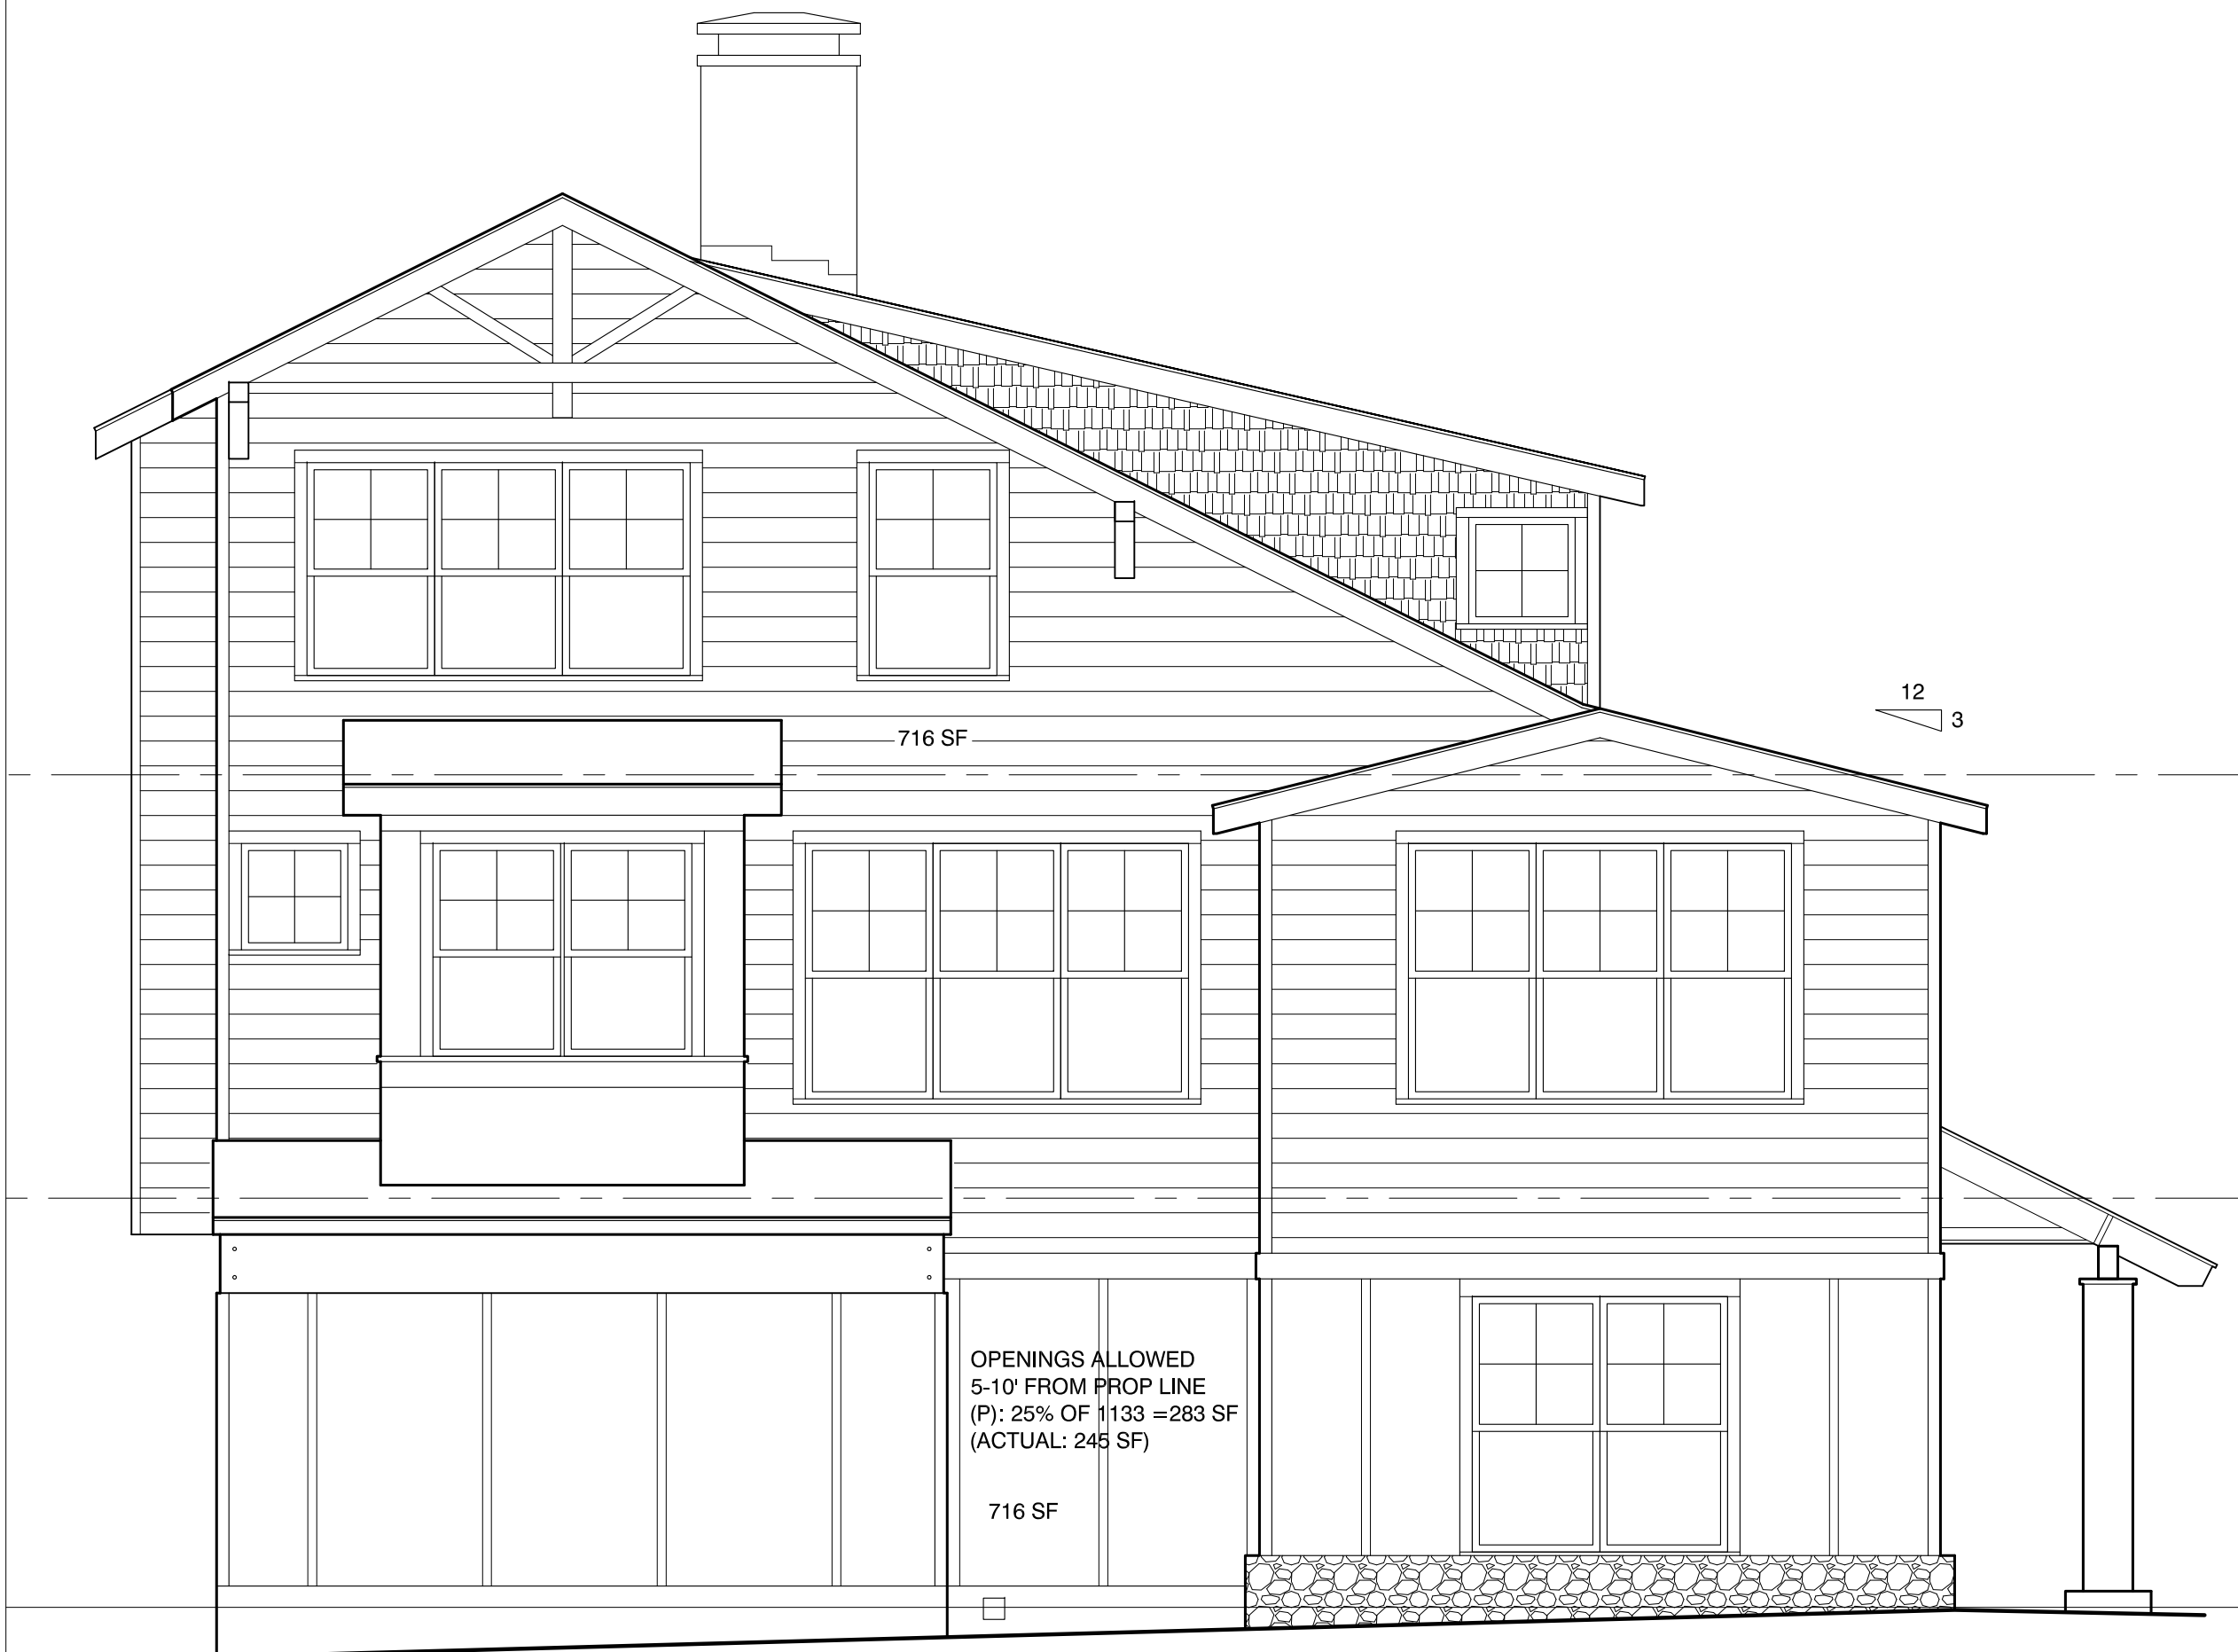 12
3
716 SF
OPENINGS ALLOWED
5-10' FROM PROP LINE
(P): 25% OF 1133 =283 SF
(ACTUAL: 245 SF)
716 SF